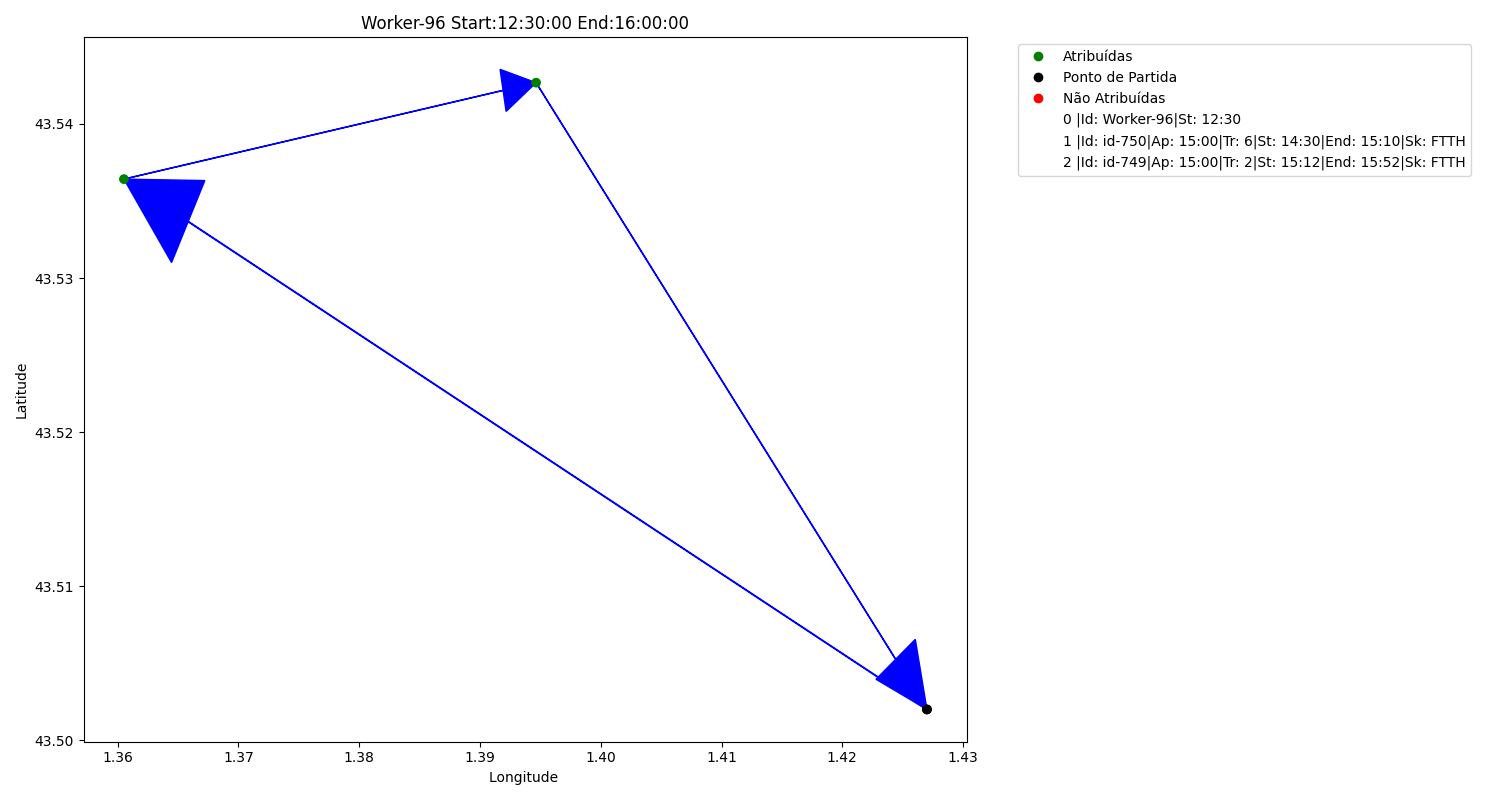 Worker-96 Start:12:30:00 End:16:00:00
Atribuídas
Ponto de Partida
Não Atribuídas
0 |Id: Worker-96|St: 12:30
1 |Id: id-750|Ap: 15:00|Tr: 6|St: 14:30|End: 15:10|Sk: FTTH
2 |Id: id-749|Ap: 15:00|Tr: 2|St: 15:12|End: 15:52|Sk: FTTH
Latitude
43.54
43.53
43.52
43.51
43.50
1.36 1.37 1.38 1.39 1.40 1.41 1.42 1.43
Longitude